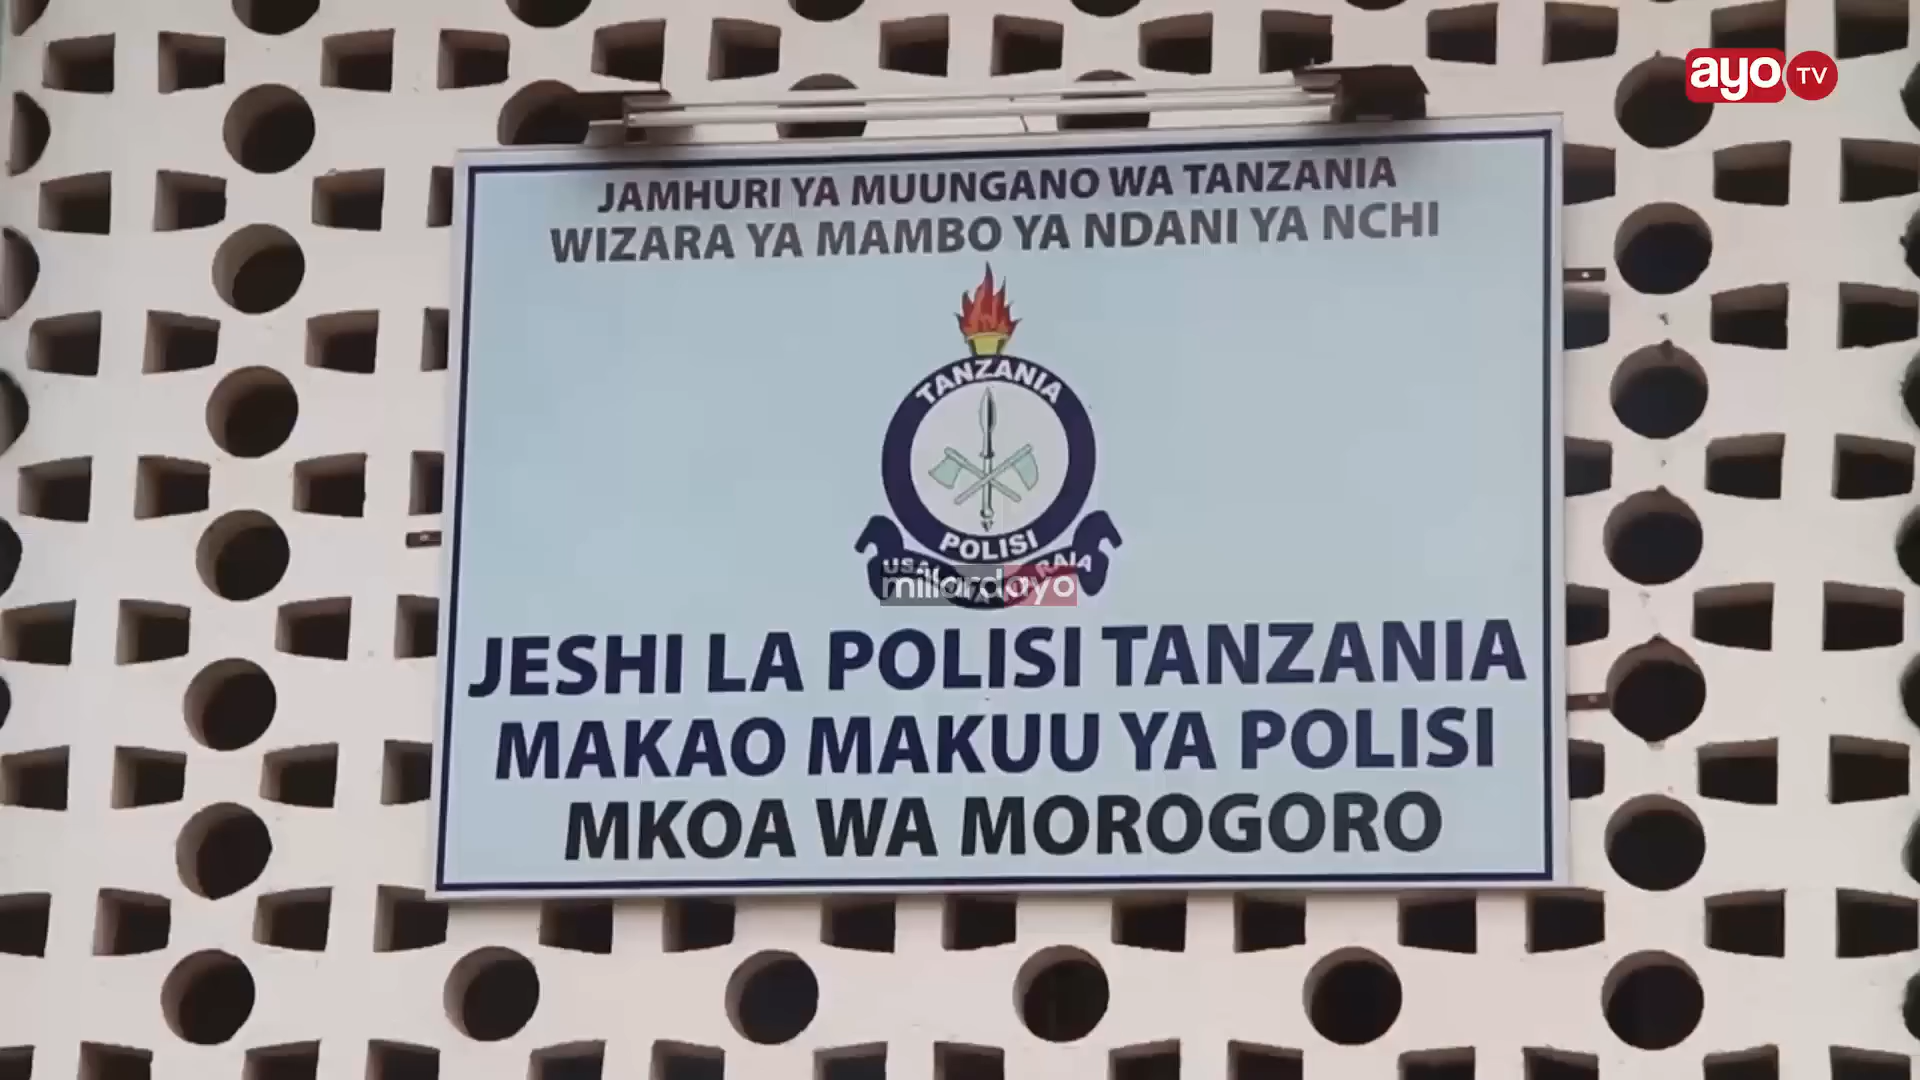 ayo TV
JAMHURI YA MUUNGANO WA TANZANIA
WIZARA YA MAMBO YA NDANI YA NCHI
TANZANIA
POLISI
RAIA
millardayo
JESHI LA POLISI TANZANIA
MAKAO MAKUU YA POLISI
MKOA WA MOROGORO